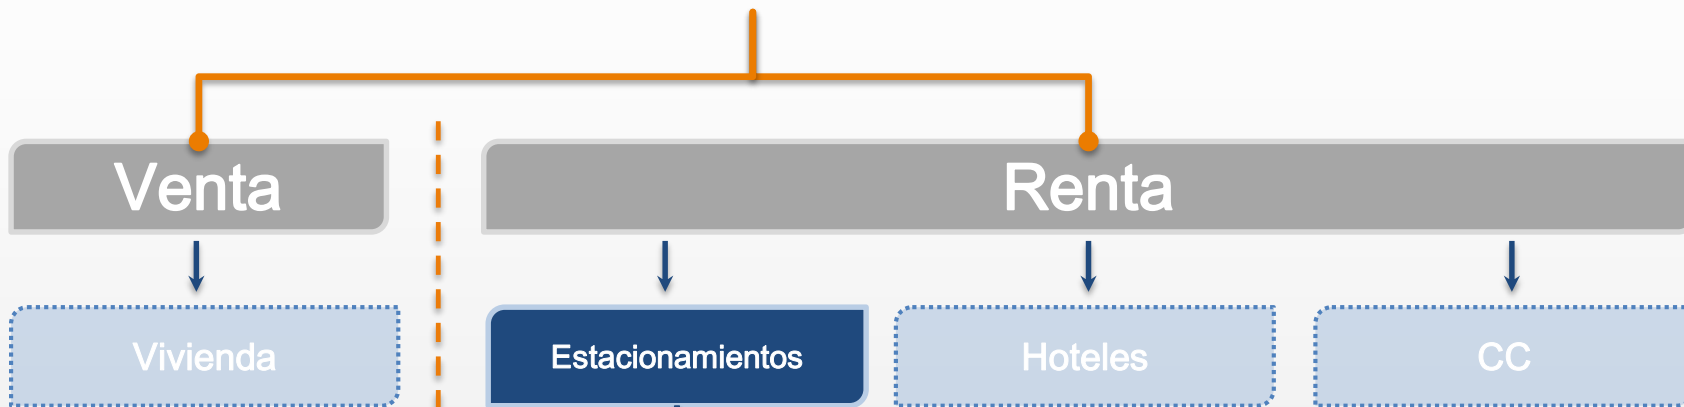 Venta
Renta
Vivienda
Estacionamientos
Hoteles
CC